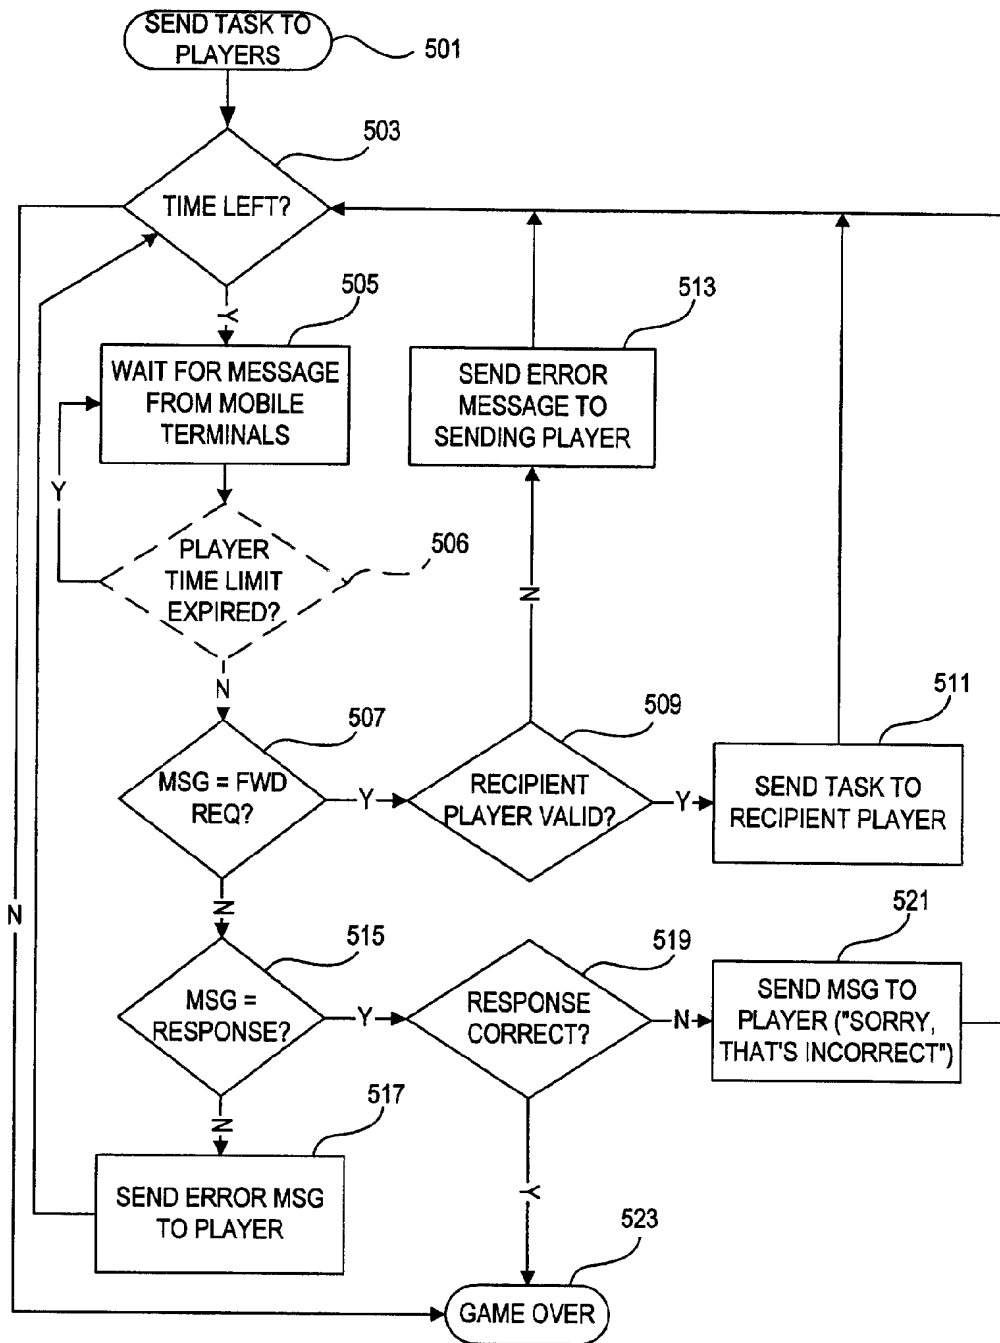 SEND TASK TO
PLAYERS
501
503
TIME LEFT?
Y
505
WAIT FOR MESSAGE
FROM MOBILE
TERMINALS
513
SEND ERROR
MESSAGE TO
SENDING PLAYER
Y
PLAYER
TIME LIMIT
EXPIRED?
506
N
N
507
MSG = FWD
REQ?
Y
509
RECIPIENT
PLAYER VALID?
Y
511
SEND TASK TO
RECIPIENT PLAYER
N
N
515
MSG =
RESPONSE?
Y
519
RESPONSE
CORRECT?
N
521
SEND MSG TO
PLAYER ("SORRY,
THAT'S INCORRECT")
N
517
SEND ERROR MSG
TO PLAYER
Y
523
GAME OVER